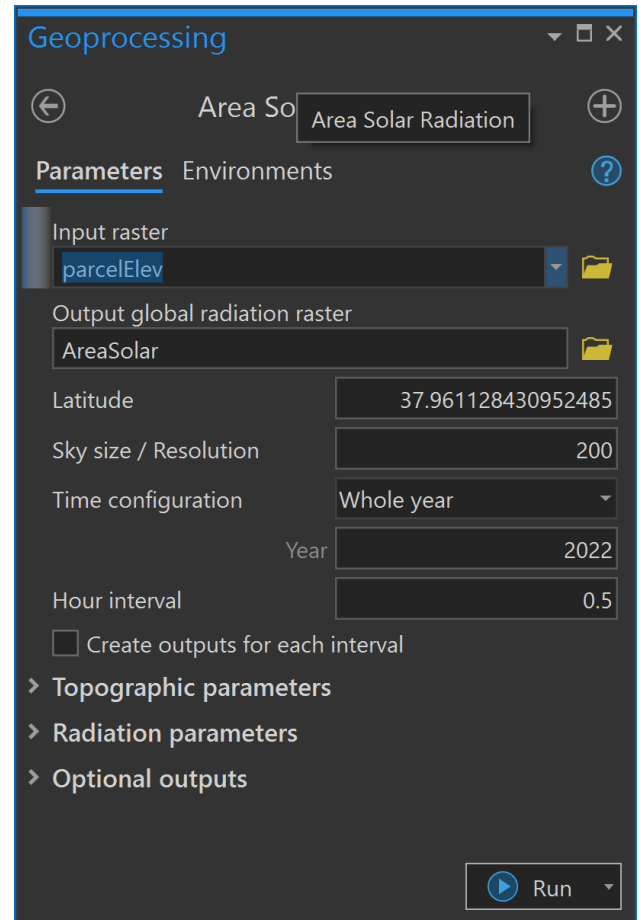 Geoprocessing
Area So
Area Solar Radiation
Parameters Environments
Input raster
parcelElev
Output global radiation raster
AreaSolar
Latitude 37.961128430952485
Sky size / Resolution 200
Time configuration Whole year
Year 2022
Hour interval 0.5
Create outputs for each interval
Topographic parameters
Radiation parameters
Optional outputs
Run